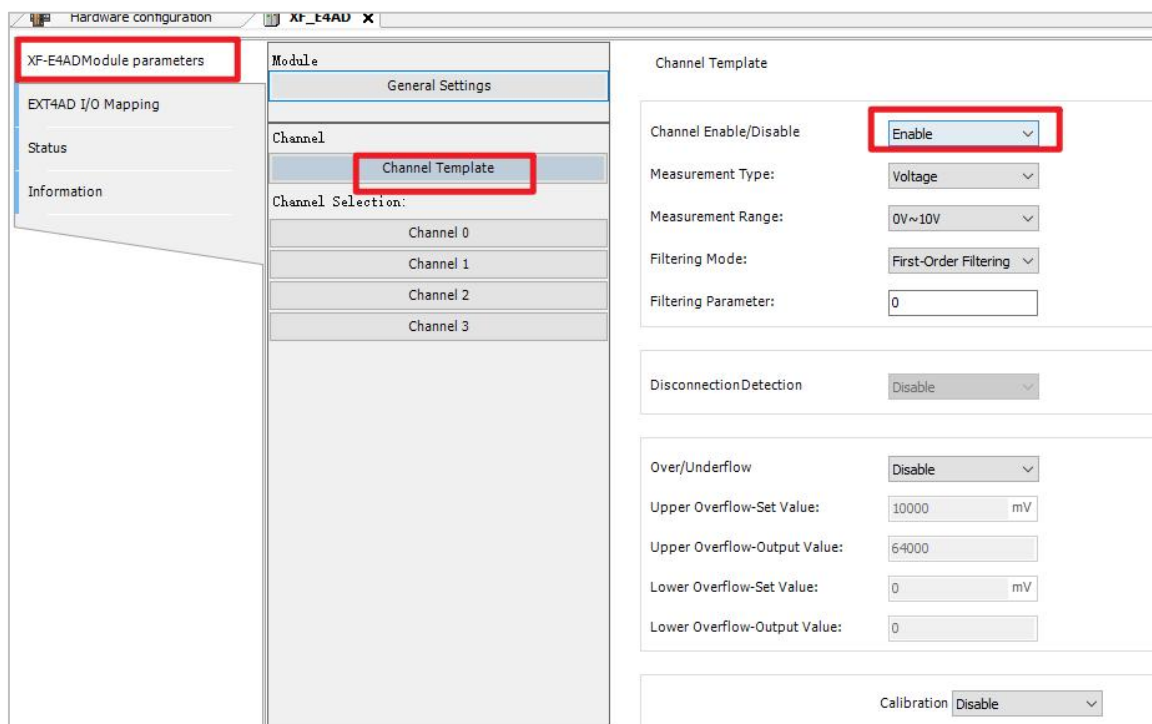 Hardware configuration
XF_E4AD X
XF-E4ADModule parameters
EXT4AD I/O Mapping
Status
Information
Module
General Settings
Channel
Channel Template
Channel Selection:
Channel 0
Channel 1
Channel 2
Channel 3
Channel Template
Channel Enable/Disable Enable
Measurement Type: Voltage
Measurement Range: 0V~10V
Filtering Mode: First-Order Filtering
Filtering Parameter: 0
DisconnectionDetection Disable
Over/Underflow Disable
Upper Overflow-Set Value: 10000 mV
Upper Overflow-Output Value: 64000
Lower Overflow-Set Value: 0 mV
Lower Overflow-Output Value: 0
Calibration Disable